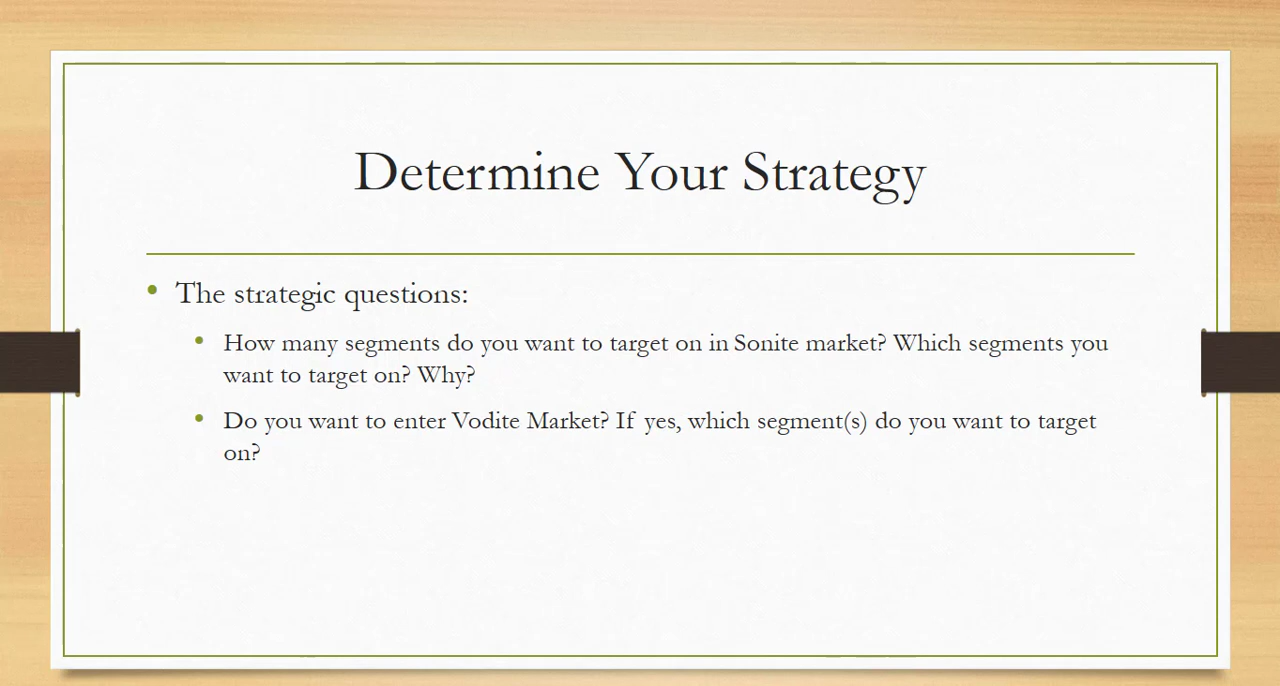 Determine Your Strategy
• The strategic questions:
• How many segments do you want to target on in Sonite market? Which segments you
want to target on? Why?
• Do you want to enter Vodite Market? If yes, which segment(s) do you want to target
on?